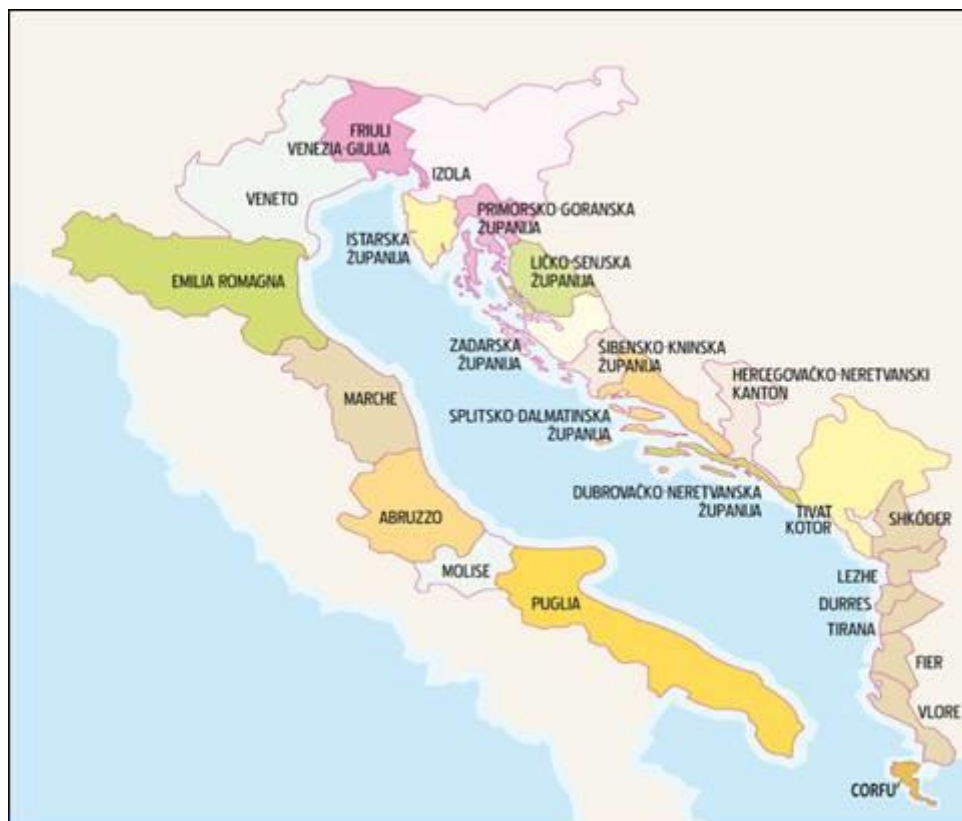 FRIULI
VENEZIA·GIULIA
IZOLA
VENETO
PRIMORSKO·GORANSKA
ŽUPANIJA
ISTARSKA
ŽUPANIJA
LIČKO·SENJSKA
ŽUPANIJA
EMILIA ROMAGNA
ZADARSKA
ŽUPANIJA
ŠIBENSKO·KNINSKA
ŽUPANIJA
HERCEGOVAČKO·NERETVANSKI
KANTON
MARCHE
SPLITSKO·DALMATINSKA
ŽUPANIJA
DUBROVAČKO·NERETVANSKA
ŽUPANIJA
TIVAT
KOTOR
SHKÖDER
ABRUZZO
MOLISE
LEZHE
PUGLIA
DURRES
TIRANA
FIER
VLORE
CORFU'